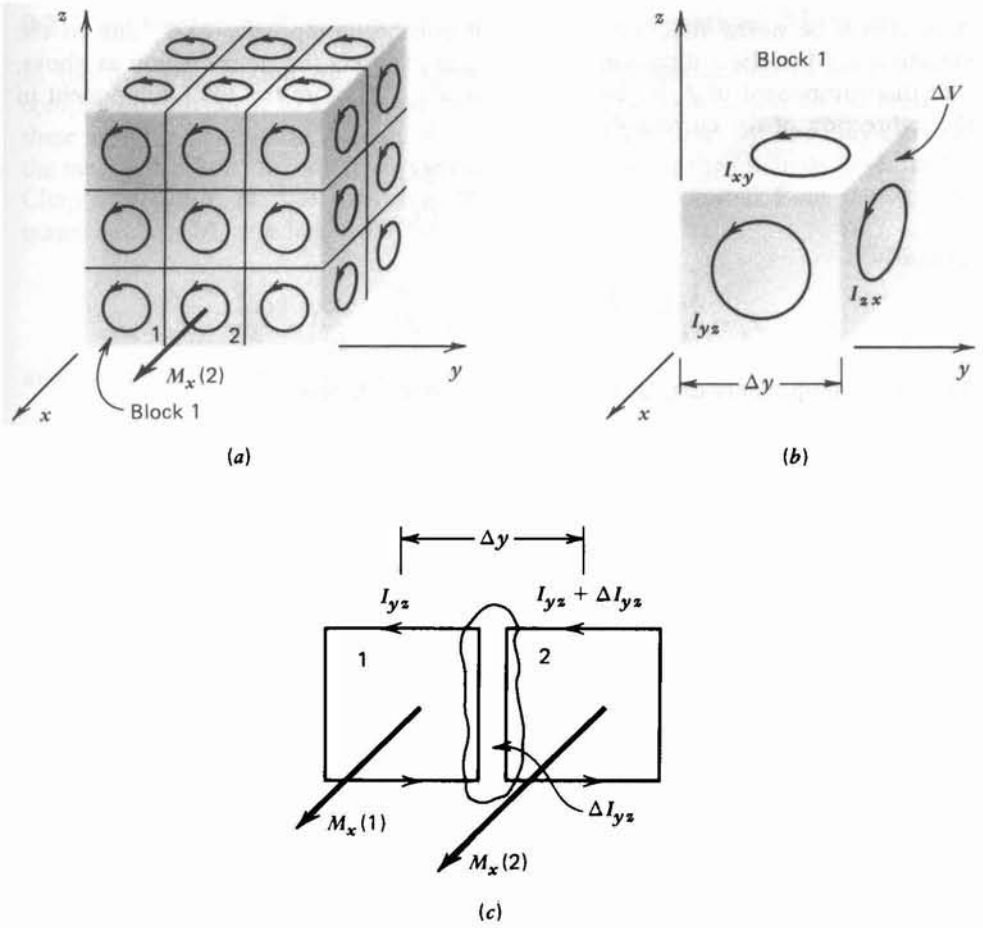 z
z
Block 1
ΔV
I_xy
I_yz
I_zx
1
2
M_x(2)
y
Δy
y
x
Block 1
x
(a)
(b)
Δy
I_yz
I_yz + ΔI_yz
1
2
ΔI_yz
M_x(1)
M_x(2)
(c)